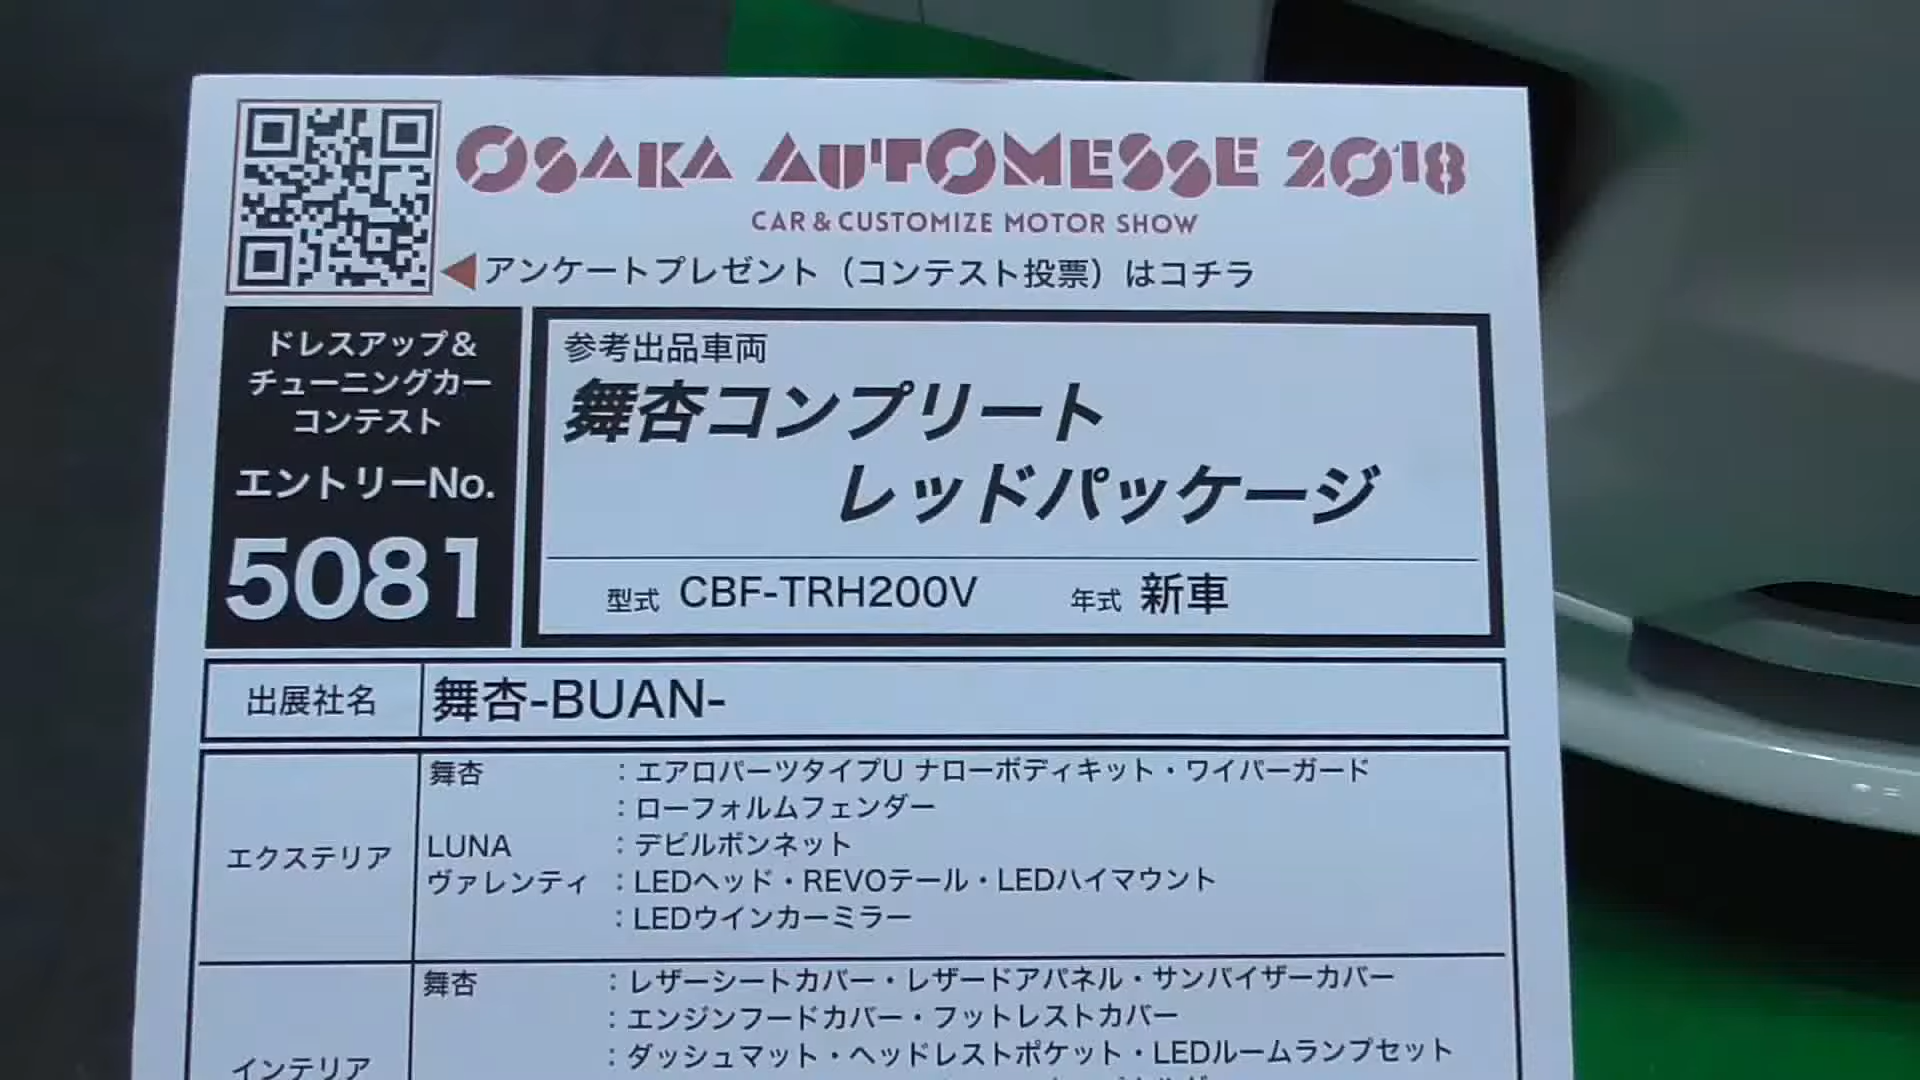 OSAKA AUTOMESSE 2018
CAR & CUSTOMIZE MOTOR SHOW
◀アンケートプレゼント（コンテスト投票）はコチラ
ドレスアップ&
チューニングカー
コンテスト
エントリーNo.
5081
参考出品車両
舞杏コンプリート
レッドパッケージ
型式 CBF-TRH200V 年式 新車
出展社名 舞杏-BUAN-
エクステリア
舞杏 ：エアロパーツタイプU ナローボディキット・ワイパーガード
：ローフォルムフェンダー
LUNA ：デビルボンネット
ヴァレンティ ：LEDヘッド・REVOテール・LEDハイマウント
：LEDウインカーミラー
インテリア
舞杏 ：レザーシートカバー・レザードアパネル・サンバイザーカバー
：エンジンフードカバー・フットレストカバー
：ダッシュマット・ヘッドレストポケット・LEDルームランプセット